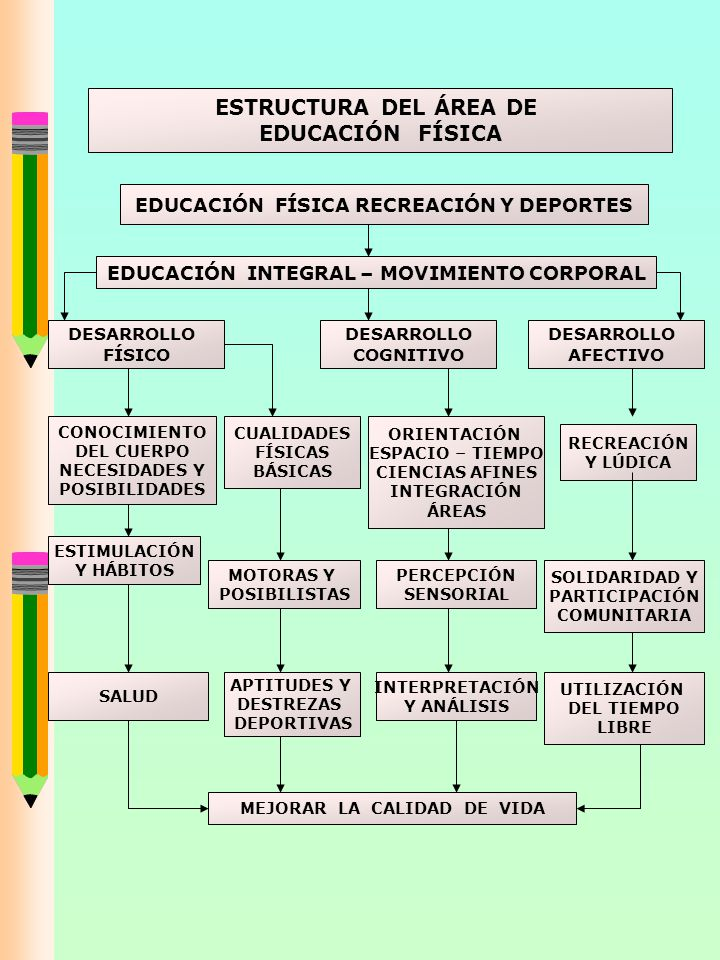 ESTRUCTURA DEL ÁREA DE
EDUCACIÓN FÍSICA
EDUCACIÓN FÍSICA RECREACIÓN Y DEPORTES
EDUCACIÓN INTEGRAL – MOVIMIENTO CORPORAL
DESARROLLO
FÍSICO
DESARROLLO
COGNITIVO
DESARROLLO
AFECTIVO
CONOCIMIENTO
DEL CUERPO
NECESIDADES Y
POSIBILIDADES
CUALIDADES
FÍSICAS
BÁSICAS
ORIENTACIÓN
ESPACIO – TIEMPO
CIENCIAS AFINES
INTEGRACIÓN
ÁREAS
RECREACIÓN
Y LÚDICA
ESTIMULACIÓN
Y HÁBITOS
MOTORAS Y
POSIBILISTAS
PERCEPCIÓN
SENSORIAL
SOLIDARIDAD Y
PARTICIPACIÓN
COMUNITARIA
SALUD
APTITUDES Y
DESTREZAS
DEPORTIVAS
INTERPRETACIÓN
Y ANÁLISIS
UTILIZACIÓN
DEL TIEMPO
LIBRE
MEJORAR LA CALIDAD DE VIDA